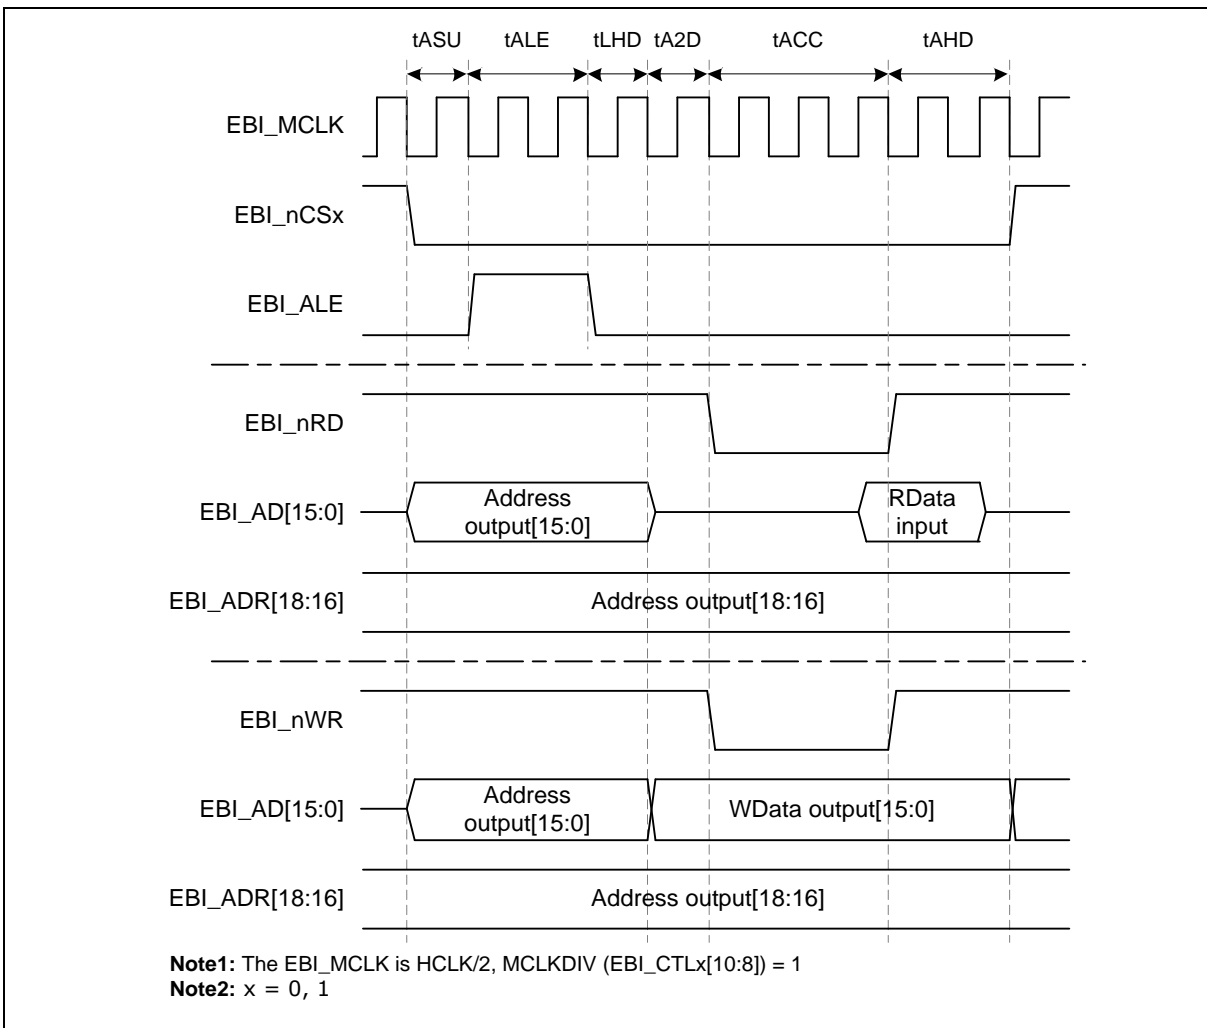 tASU tALE tLHD tA2D tACC tAHD
EBI_MCLK
EBI_nCSx
EBI_ALE
EBI_nRD
EBI_AD[15:0]
Address
output[15:0]
RData
input
EBI_ADR[18:16]
Address output[18:16]
EBI_nWR
EBI_AD[15:0]
Address
output[15:0]
WData output[15:0]
EBI_ADR[18:16]
Address output[18:16]
Note1: The EBI_MCLK is HCLK/2, MCLKDIV (EBI_CTLx[10:8]) = 1
Note2: x = 0, 1